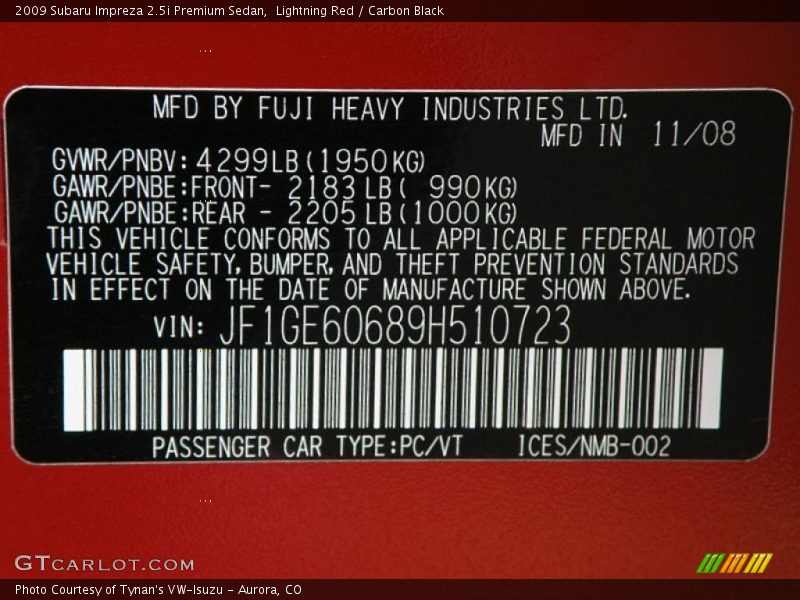 2009 Subaru Impreza 2.5i Premium Sedan,  Lightning Red / Carbon Black
MFD BY FUJI HEAVY INDUSTRIES LTD.
MFD IN 11/08
GVWR/PNBV: 4299LB(1950KG)
GAWR/PNBE:FRONT- 2183LB( 990KG)
GAWR/PNBE:REAR - 2205LB(1000KG)
THIS VEHICLE CONFORMS TO ALL APPLICABLE FEDERAL MOTOR
VEHICLE SAFETY, BUMPER, AND THEFT PREVENTION STANDARDS
IN EFFECT ON THE DATE OF MANUFACTURE SHOWN ABOVE.
VIN: JF1GE60689H510723
PASSENGER CAR TYPE:PC/VT ICES/NMB-002
GTCARLOT.COM
Photo Courtesy of Tynan's VW-Isuzu - Aurora, CO